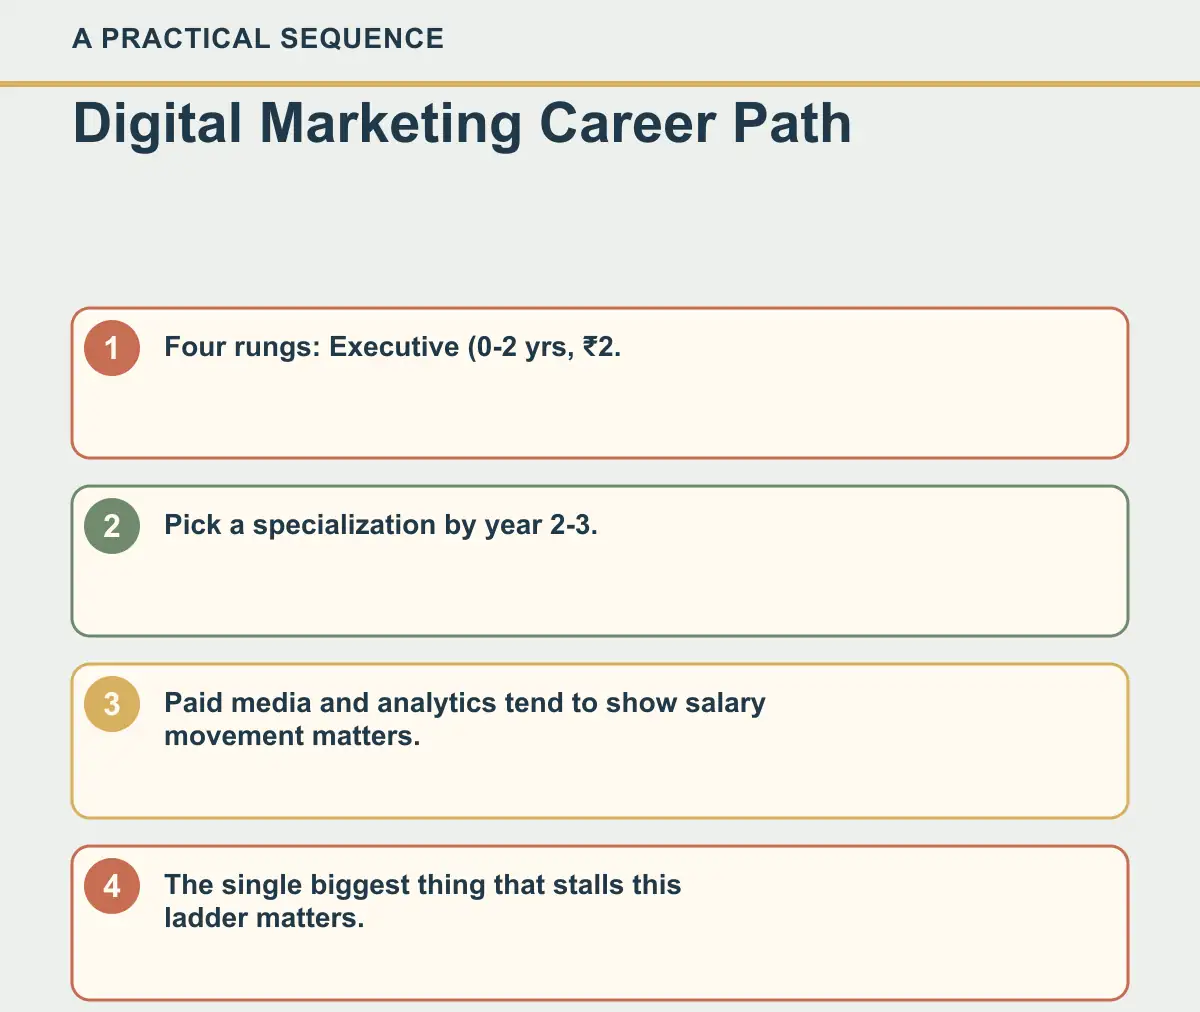 A PRACTICAL SEQUENCE
Digital Marketing Career Path
1
Four rungs: Executive (0-2 yrs, ₹2.
2
Pick a specialization by year 2-3.
3
Paid media and analytics tend to show salary
movement matters.
4
The single biggest thing that stalls this
ladder matters.